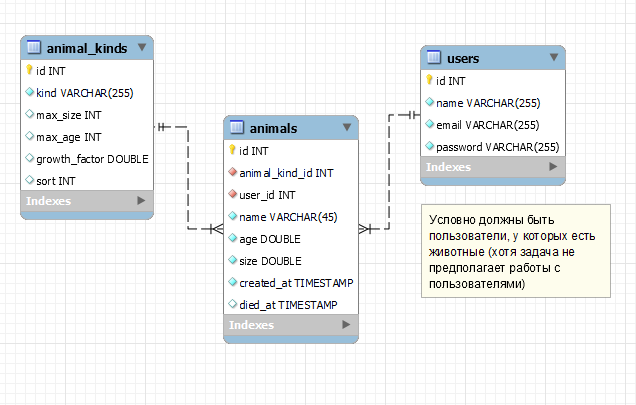 animal_kinds
id INT
kind VARCHAR(255)
max_size INT
max_age INT
growth_factor DOUBLE
sort INT
Indexes
animals
id INT
animal_kind_id INT
user_id INT
name VARCHAR(45)
age DOUBLE
size DOUBLE
created_at TIMESTAMP
died_at TIMESTAMP
Indexes
users
id INT
name VARCHAR(255)
email VARCHAR(255)
password VARCHAR(255)
Indexes
Условно должны быть
пользователи, у которых есть
животные (хотя задача не
предполагает работы с
пользователями)